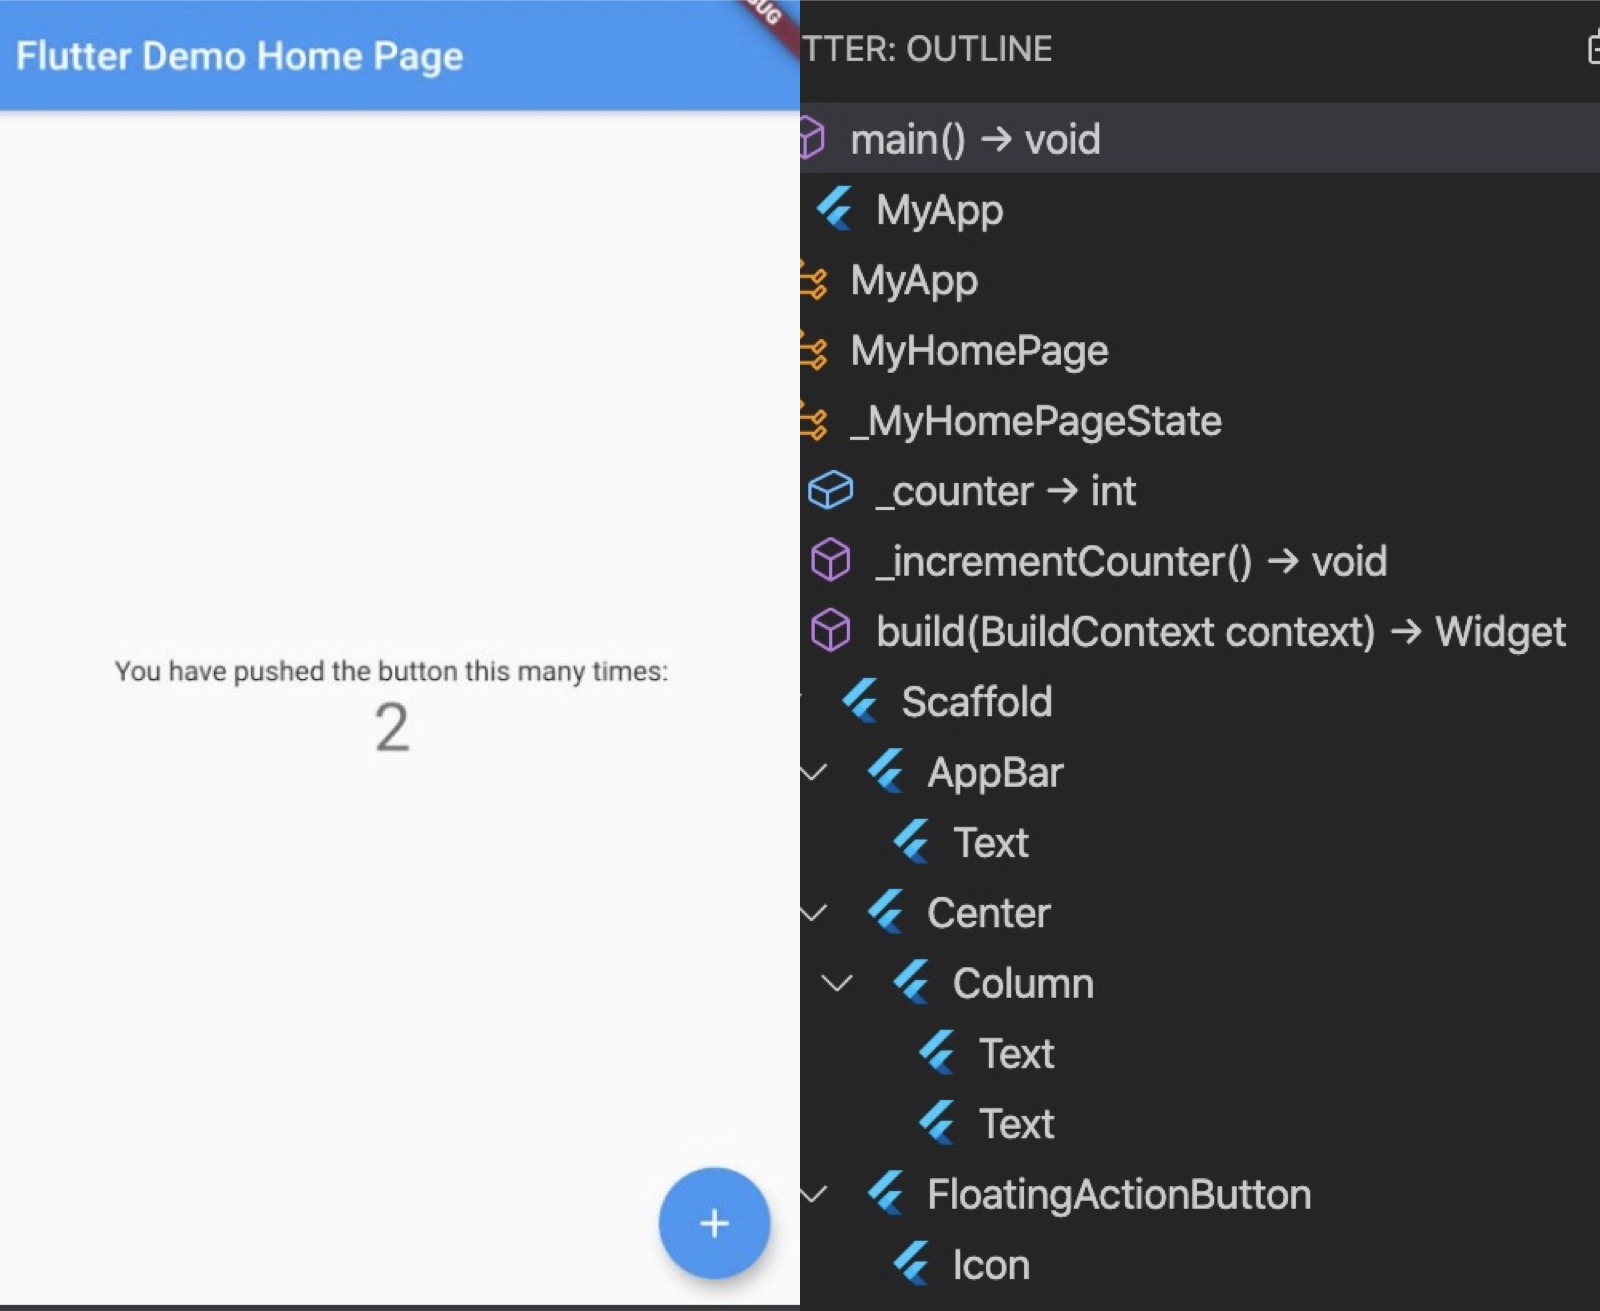 Flutter Demo Home Page
You have pushed the button this many times:
2
+
TTER: OUTLINE
main() → void
MyApp
MyApp
MyHomePage
_MyHomePageState
_counter → int
_incrementCounter() → void
build(BuildContext context) → Widget
Scaffold
AppBar
Text
Center
Column
Text
Text
FloatingActionButton
Icon